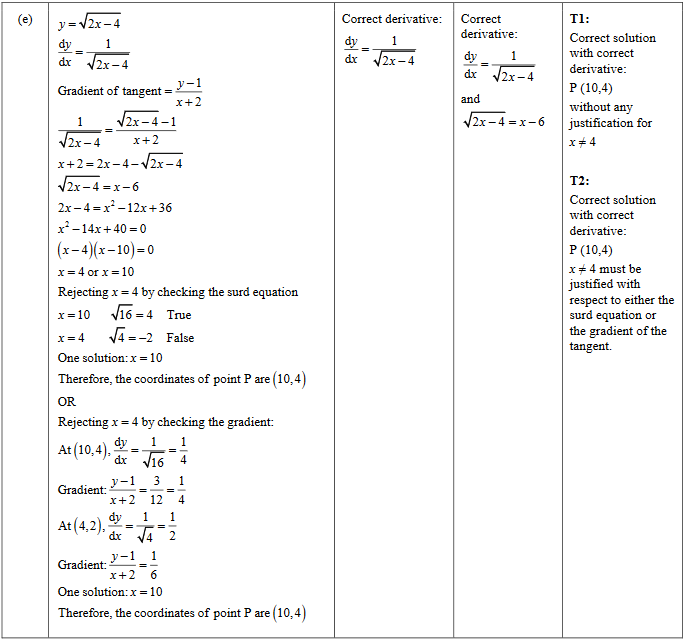 (e)
y = √(2x − 4)
dy/dx = 1/√(2x − 4)
Gradient of tangent = (y − 1)/(x + 2)
1/√(2x − 4) = (√(2x − 4) − 1)/(x + 2)
x + 2 = 2x − 4 − √(2x − 4)
√(2x − 4) = x − 6
2x − 4 = x² − 12x + 36
x² − 14x + 40 = 0
(x − 4)(x − 10) = 0
x = 4 or x = 10
Rejecting x = 4 by checking the surd equation
x = 10 √16 = 4 True
x = 4 √4 = −2 False
One solution: x = 10
Therefore, the coordinates of point P are (10,4)
OR
Rejecting x = 4 by checking the gradient:
At (10,4), dy/dx = 1/√16 = 1/4
Gradient: (y − 1)/(x + 2) = 3/12 = 1/4
At (4,2), dy/dx = 1/√4 = 1/2
Gradient: (y − 1)/(x + 2) = 1/6
One solution: x = 10
Therefore, the coordinates of point P are (10,4)
Correct derivative:
dy/dx = 1/√(2x − 4)
Correct
derivative:
dy/dx = 1/√(2x − 4)
and
√(2x − 4) = x − 6
T1:
Correct solution
with correct
derivative:
P (10,4)
without any
justification for
x ≠ 4
T2:
Correct solution
with correct
derivative:
P (10,4)
x ≠ 4 must be
justified with
respect to either the
surd equation or
the gradient of the
tangent.